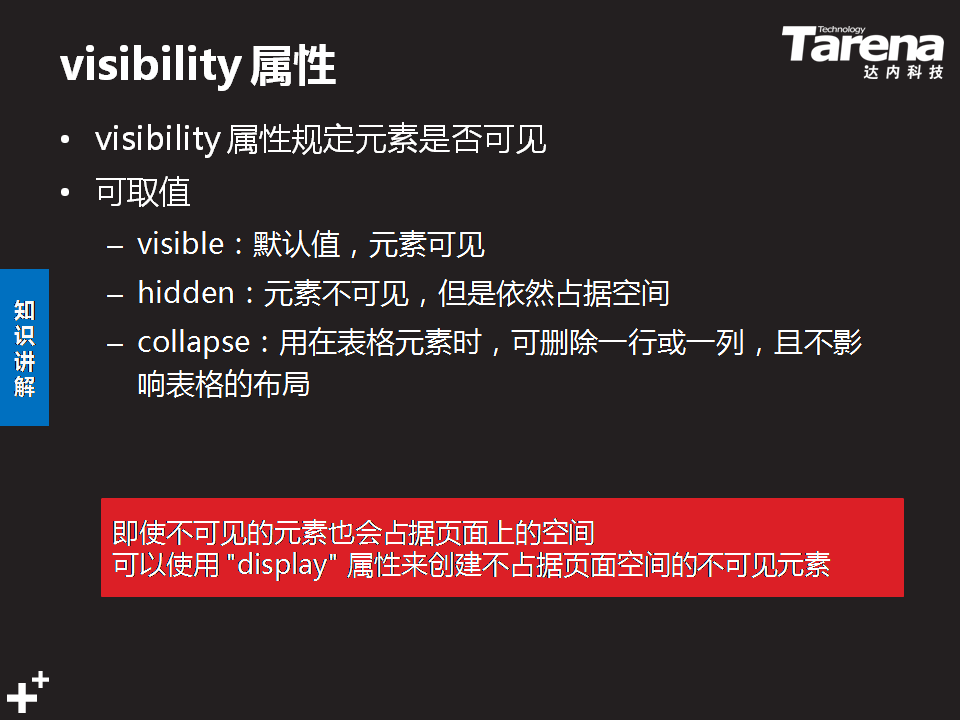 visibility 属性
Technology
Tarena
达内科技
• visibility 属性规定元素是否可见
• 可取值
– visible：默认值，元素可见
– hidden：元素不可见，但是依然占据空间
– collapse：用在表格元素时，可删除一行或一列，且不影
响表格的布局
知
识
讲
解
即使不可见的元素也会占据页面上的空间
可以使用 "display" 属性来创建不占据页面空间的不可见元素